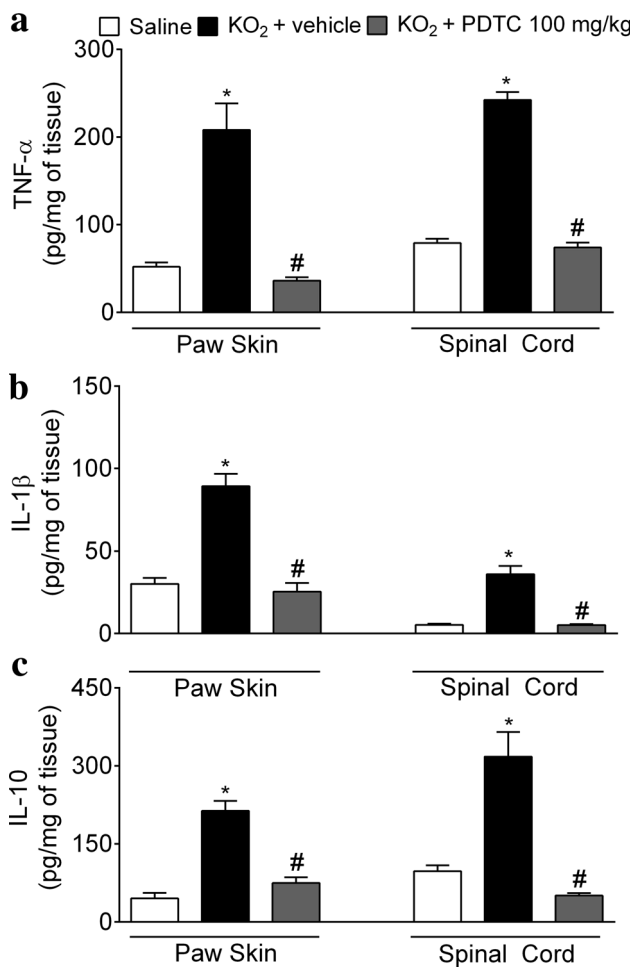 a
Saline KO₂ + vehicle KO₂ + PDTC 100 mg/kg
TNF-α
(pg/mg of tissue)
300
200
100
0
*
#
*
#
Paw Skin Spinal Cord
b
IL-1β
(pg/mg of tissue)
150
100
50
0
*
#
*
#
Paw Skin Spinal Cord
c
IL-10
(pg/mg of tissue)
450
300
150
0
*
#
*
#
Paw Skin Spinal Cord